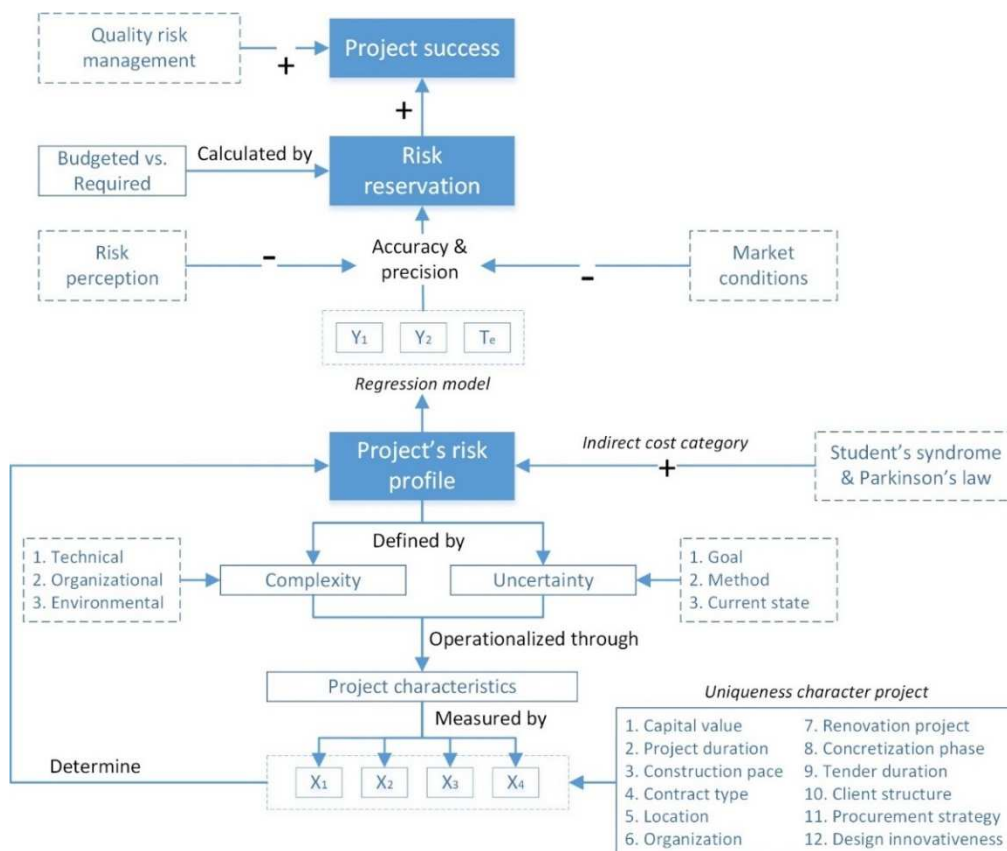 Quality risk
management
+
Project success
+
Budgeted vs.
Required
Calculated by
Risk
reservation
Risk
perception
-
Accuracy &
precision
-
Market
conditions
Y₁ Y₂ Tₑ
Regression model
Project's risk
profile
Indirect cost category
+
Student's syndrome
& Parkinson's law
Defined by
1. Technical
2. Organizational
3. Environmental
Complexity
Uncertainty
1. Goal
2. Method
3. Current state
Operationalized through
Project characteristics
Measured by
Determine
X₁ X₂ X₃ X₄
Uniqueness character project
1. Capital value
2. Project duration
3. Construction pace
4. Contract type
5. Location
6. Organization
7. Renovation project
8. Concretization phase
9. Tender duration
10. Client structure
11. Procurement strategy
12. Design innovativeness